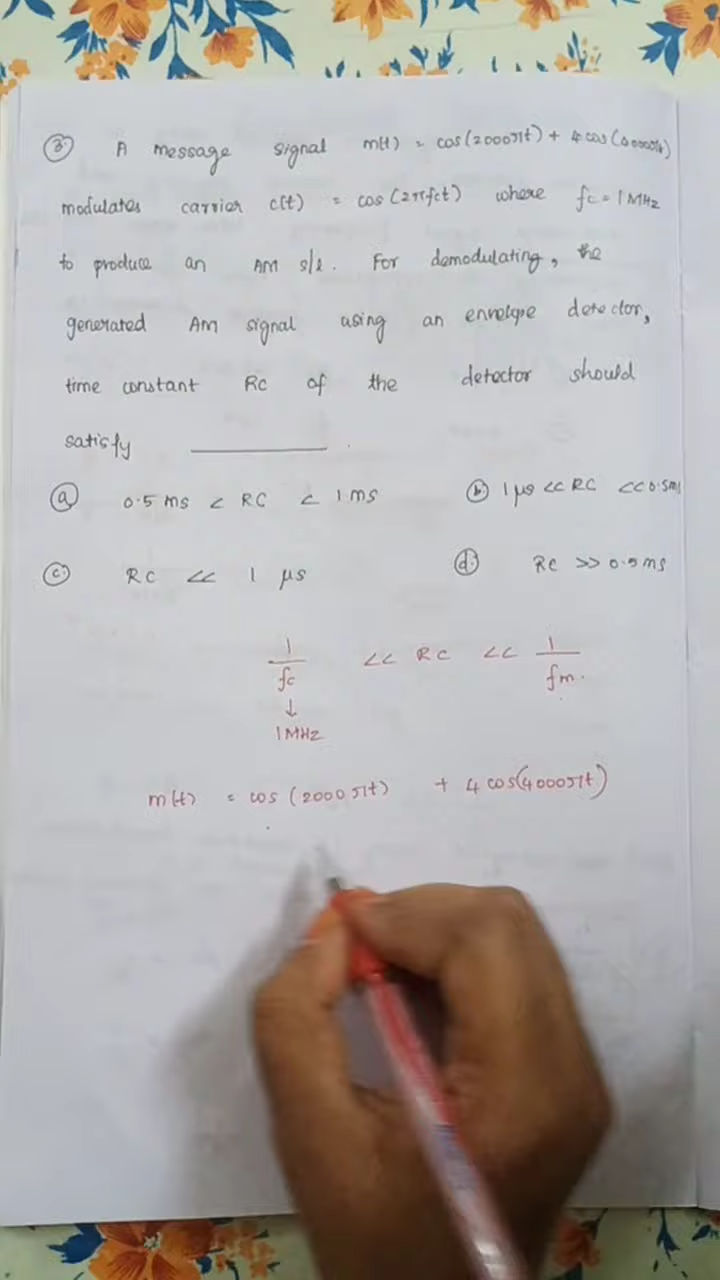 ③ A message signal m(t) = cos(2000πt) + 4 cos(4000πt)
modulates carrier c(t) = cos(2πfct) where fc = 1 MHz
to produce an AM s/l. For demodulating, the
generated AM signal using an envelope detector,
time constant RC of the detector should
satisfy ________ .
ⓐ 0.5 ms < RC < 1 ms ⓑ 1 μs << RC << 0.5ms
ⓒ RC << 1 μs ⓓ RC >> 0.5 ms
1/fc << RC << 1/fm.
↓
1 MHz
m(t) = cos (2000πt) + 4 cos(4000πt)